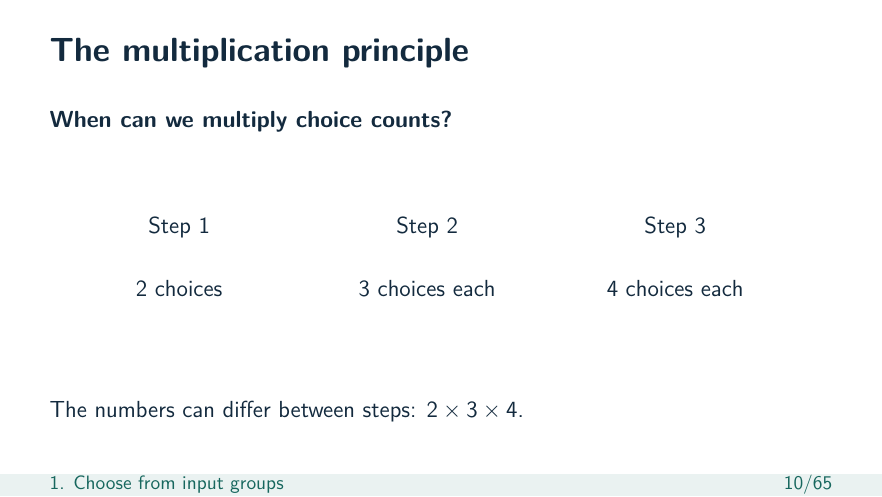 The multiplication principle
When can we multiply choice counts?
Step 1 Step 2 Step 3
2 choices 3 choices each 4 choices each
The numbers can differ between steps: 2 × 3 × 4.
1. Choose from input groups 10/65